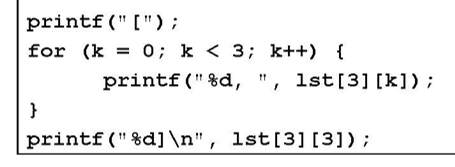 printf("[");
for (k = 0; k < 3; k++) {
printf("%d, ", lst[3][k]);
}
printf("%d]\n", lst[3][3]);